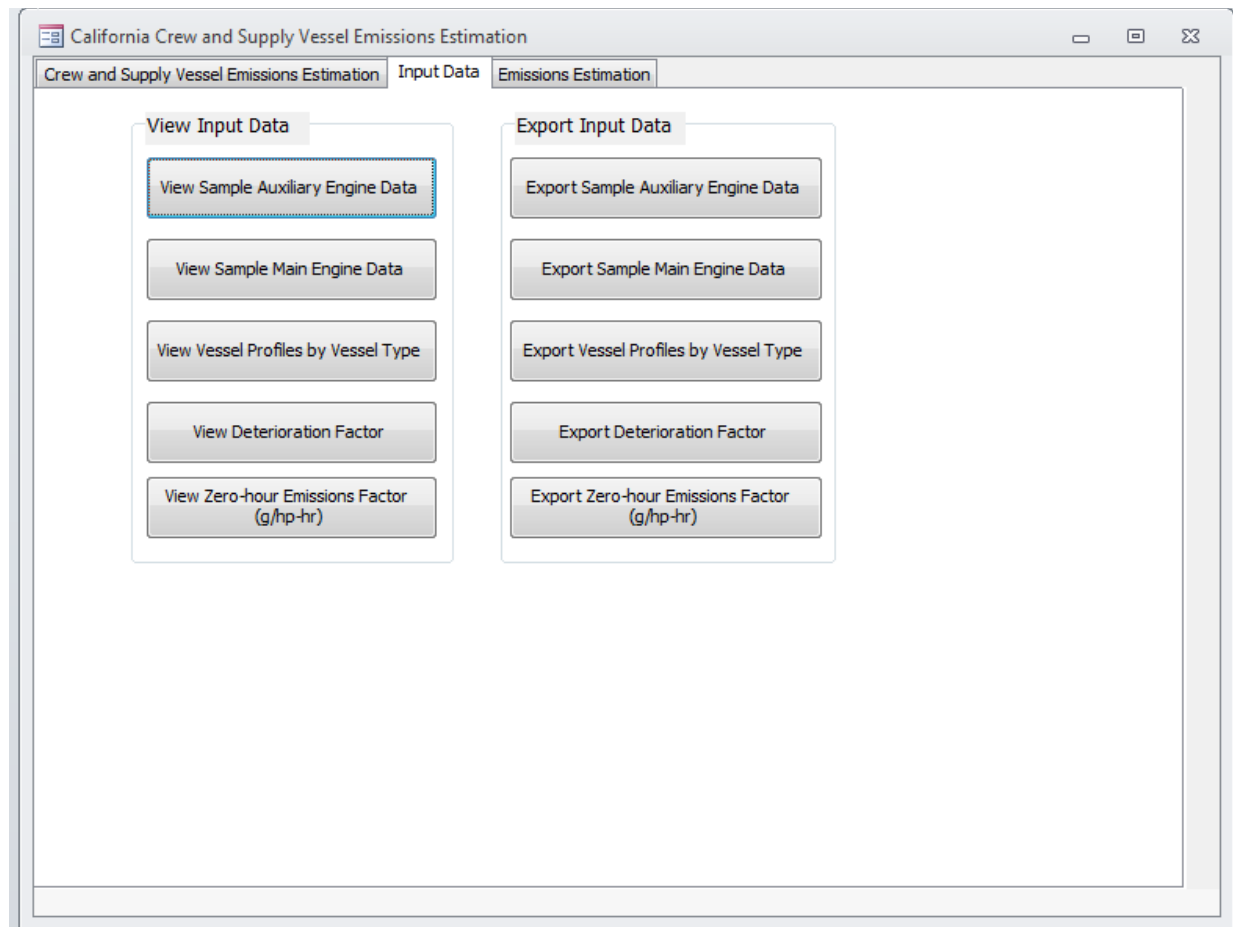 California Crew and Supply Vessel Emissions Estimation
Crew and Supply Vessel Emissions Estimation
Input Data
Emissions Estimation
View Input Data
View Sample Auxiliary Engine Data
View Sample Main Engine Data
View Vessel Profiles by Vessel Type
View Deterioration Factor
View Zero-hour Emissions Factor
(g/hp-hr)
Export Input Data
Export Sample Auxiliary Engine Data
Export Sample Main Engine Data
Export Vessel Profiles by Vessel Type
Export Deterioration Factor
Export Zero-hour Emissions Factor
(g/hp-hr)